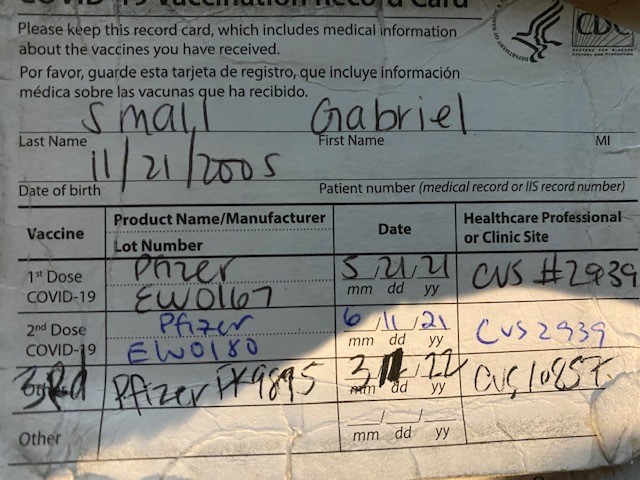 COVID-19 Vaccination Record Card
Please keep this record card, which includes medical information
about the vaccines you have received.
Por favor, guarde esta tarjeta de registro, que incluye información
médica sobre las vacunas que ha recibido.
CDC
Small Gabriel
Last Name First Name MI
11/21/2005
Date of birth Patient number (medical record or IIS record number)
Vaccine Product Name/Manufacturer Date Healthcare Professional
Lot Number or Clinic Site
1st Dose Pfizer 5/21/21 CVS #2939
COVID-19 EW0167 mm dd yy
2nd Dose Pfizer 6/11/21 CVS 2939
COVID-19 EW0180 mm dd yy
3rd Pfizer FK9895 3/ /22 CVS
mm dd yy
Other / /
mm dd yy